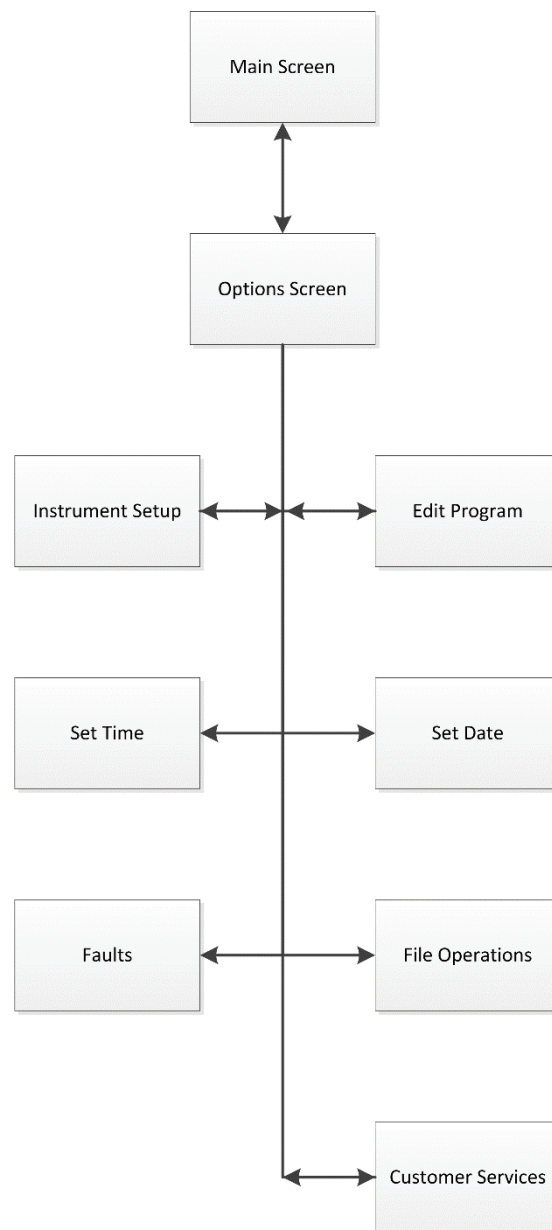 Main Screen
Options Screen
Instrument Setup
Edit Program
Set Time
Set Date
Faults
File Operations
Customer Services